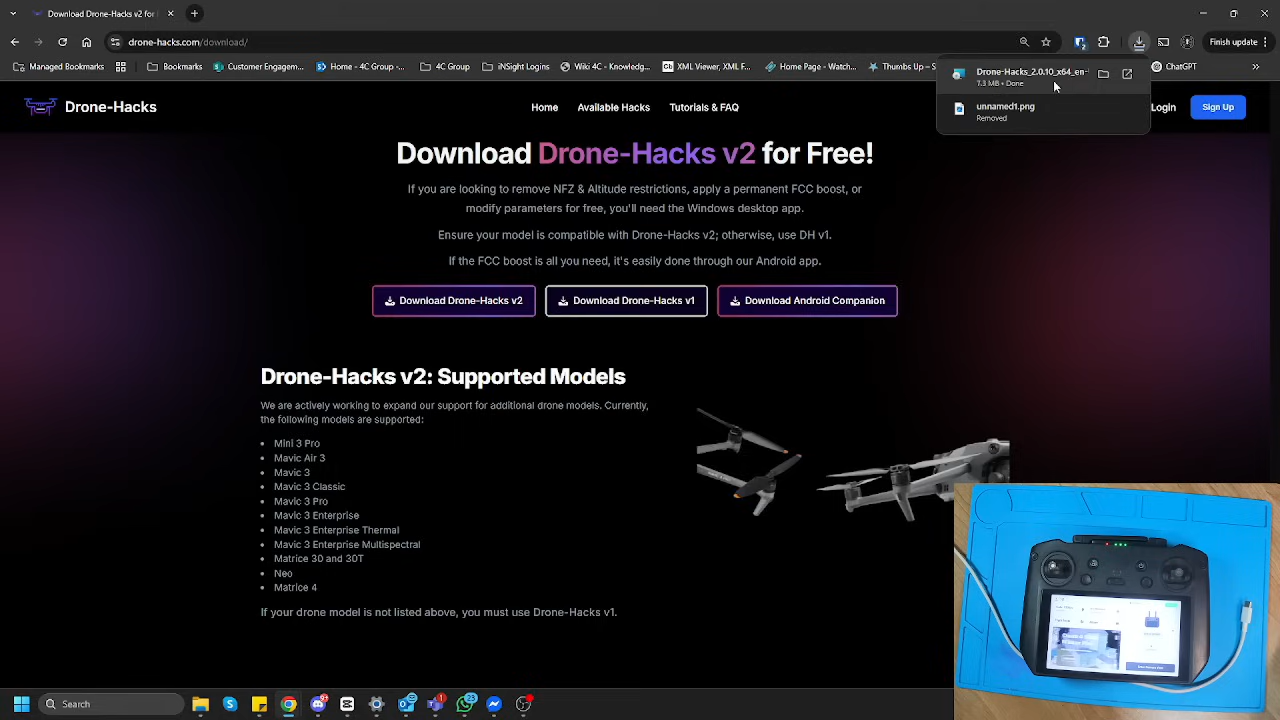 Download Drone-Hacks v2 for F
drone-hacks.com/download/
Finish update
Managed Bookmarks
Bookmarks
Customer Engagem...
4C Group
iNSight Logins
Wiki 4C - Knowledg...
XML Viewer, XML F...
Home Page - Watch...
Thumbs Up – S
ChatGPT
Drone-Hacks_2.0.10_x64_en-
7.3 MB • Done
unnamed1.png
Removed
Drone-Hacks
Home
Available Hacks
Tutorials & FAQ
Login
Sign Up
Download Drone-Hacks v2 for Free!
If you are looking to remove NFZ & Altitude restrictions, apply a permanent FCC boost, or
modify parameters for free, you'll need the Windows desktop app.
Ensure your model is compatible with Drone-Hacks v2; otherwise, use DH v1.
If the FCC boost is all you need, it's easily done through our Android app.
Download Drone-Hacks v2
Download Drone-Hacks v1
Download Android Companion
Drone-Hacks v2: Supported Models
We are actively working to expand our support for additional drone models. Currently,
the following models are supported:
• Mini 3 Pro
• Mavic Air 3
• Mavic 3
• Mavic 3 Classic
• Mavic 3 Pro
• Mavic 3 Enterprise
• Mavic 3 Enterprise Thermal
• Mavic 3 Enterprise Multispectral
• Matrice 30 and 30T
• Neo
• Matrice 4
If your drone model is not listed above, you must use Drone-Hacks v1.
Search